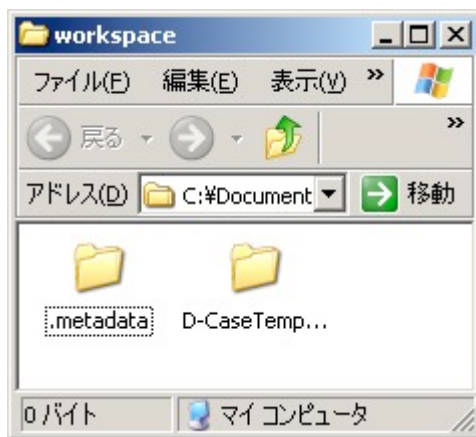 workspace
ファイル(F) 編集(E) 表示(V) »
戻る »
アドレス(D) C:¥Document 移動
.metadata D-CaseTemp...
0 バイト マイ コンピュータ